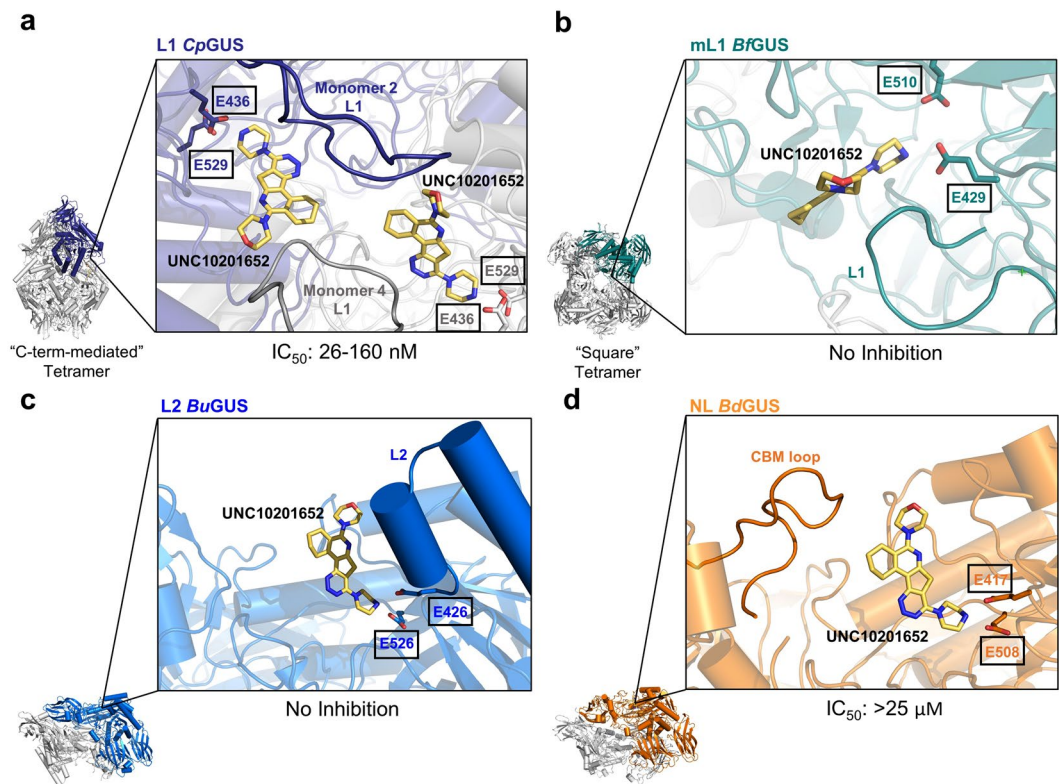 a
L1 CpGUS
E436
E529
Monomer 2
L1
UNC10201652
UNC10201652
Monomer 4
L1
E529
E436
"C-term-mediated"
Tetramer
IC50: 26-160 nM
b
mL1 BfGUS
E510
UNC10201652
E429
L1
"Square"
Tetramer
No Inhibition
c
L2 BuGUS
L2
UNC10201652
E426
E526
No Inhibition
d
NL BdGUS
CBM loop
E417
UNC10201652
E508
IC50: >25 µM